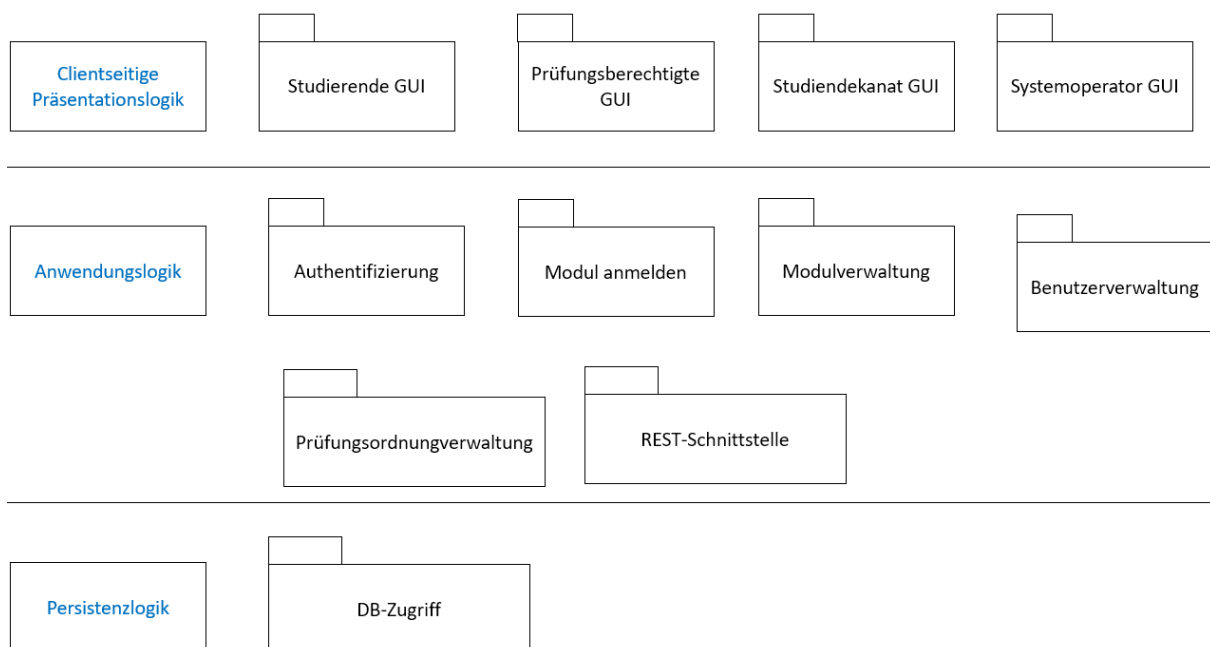 Clientseitige
Präsentationslogik
Studierende GUI
Prüfungsberechtigte
GUI
Studiendekanat GUI
Systemoperator GUI
Anwendungslogik
Authentifizierung
Modul anmelden
Modulverwaltung
Benutzerverwaltung
Prüfungsordnungverwaltung
REST-Schnittstelle
Persistenzlogik
DB-Zugriff